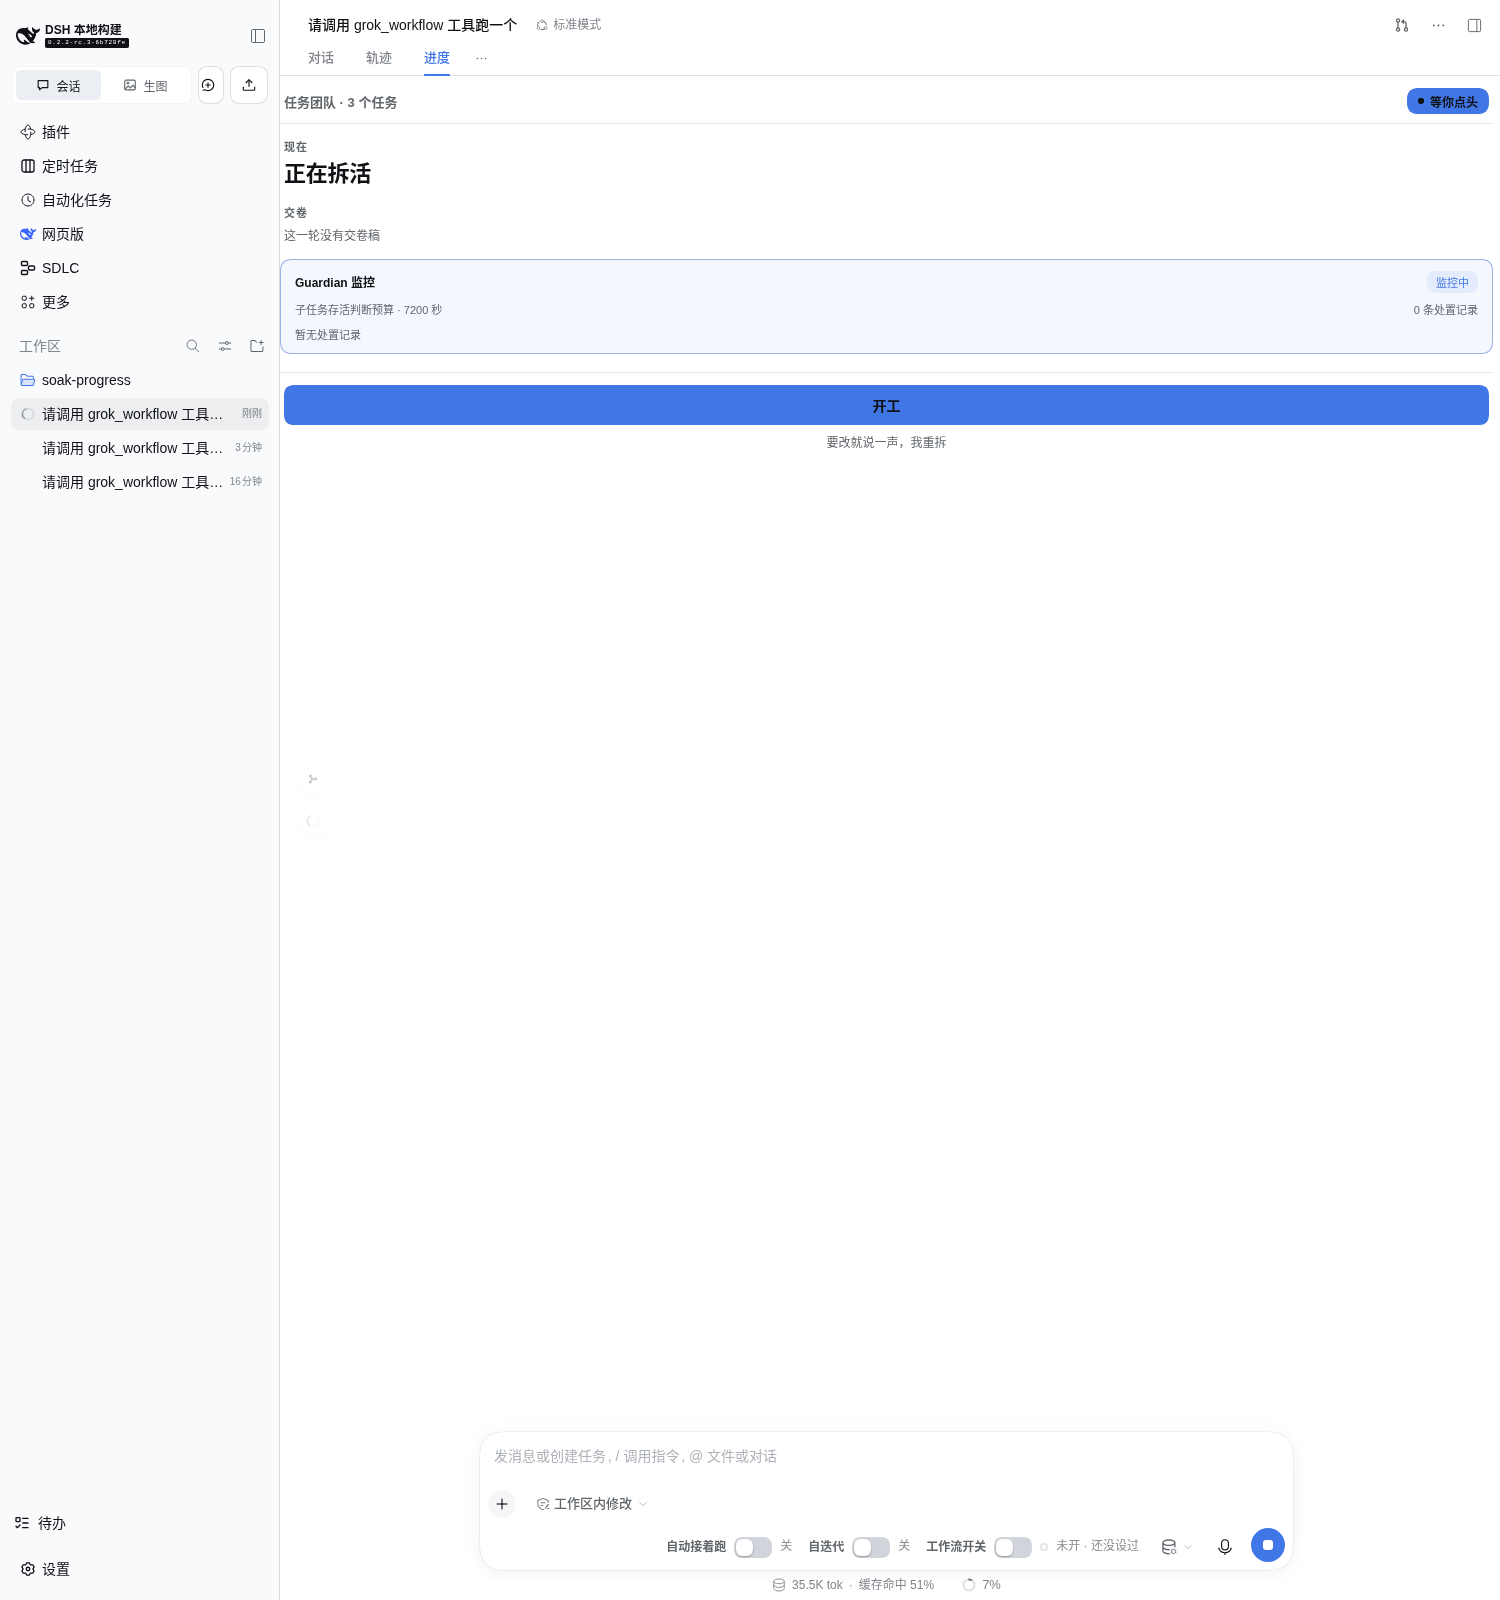 DSH 本地构建
0.2.2-rc.3-6b729fe
会话
生图
插件
定时任务
自动化任务
网页版
SDLC
更多
工作区
soak-progress
请调用 grok_workflow 工具… 刚刚
请调用 grok_workflow 工具… 3分钟
请调用 grok_workflow 工具… 16分钟
待办
设置
请调用 grok_workflow 工具跑一个 标准模式
对话 轨迹 进度 ···
任务团队 · 3 个任务 等你点头
现在
正在拆活
交卷
这一轮没有交卷稿
Guardian 监控 监控中
子任务存活判断预算 · 7200 秒 0 条处置记录
暂无处置记录
开工
要改就说一声，我重拆
发消息或创建任务, / 调用指令, @ 文件或对话
工作区内修改
自动接着跑 关 自迭代 关 工作流开关 未开 · 还没设过
35.5K tok · 缓存命中 51% 7%